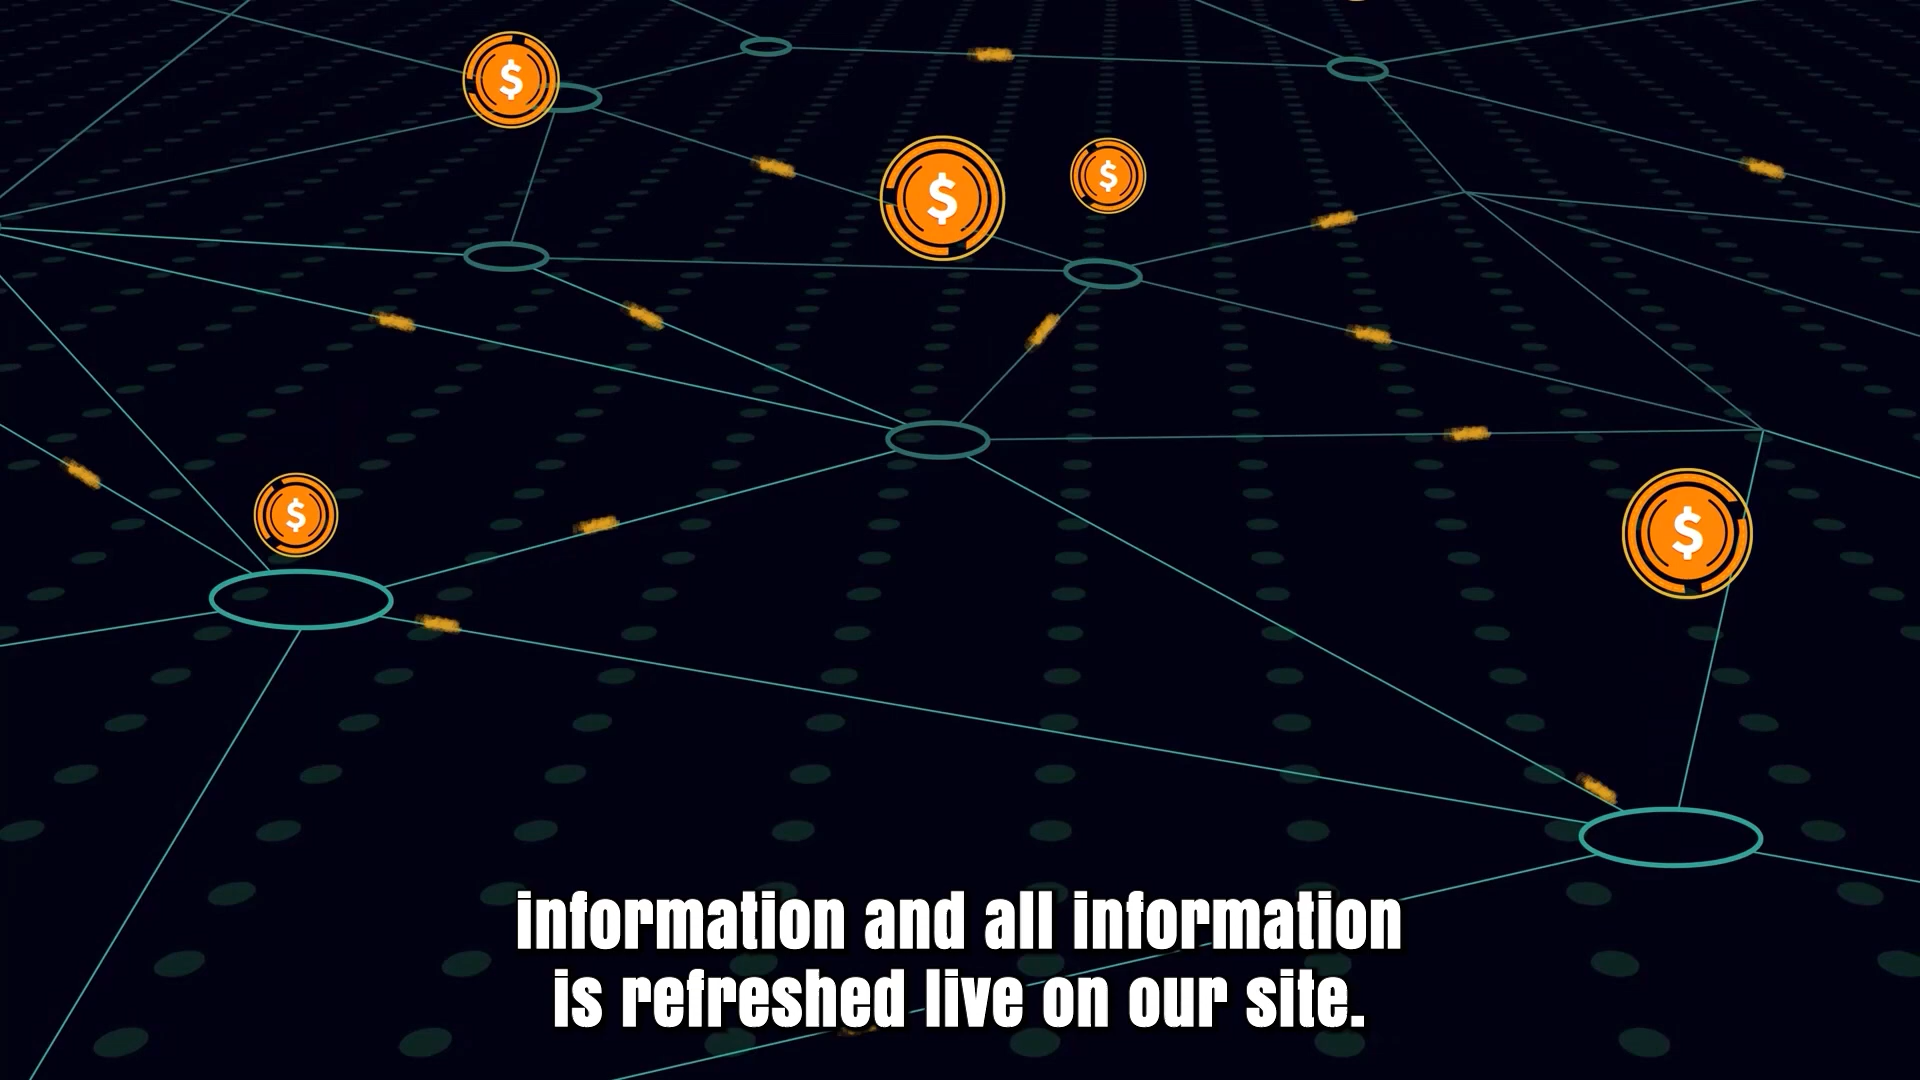 $
$
$
$
$
information and all information
is refreshed live on our site.